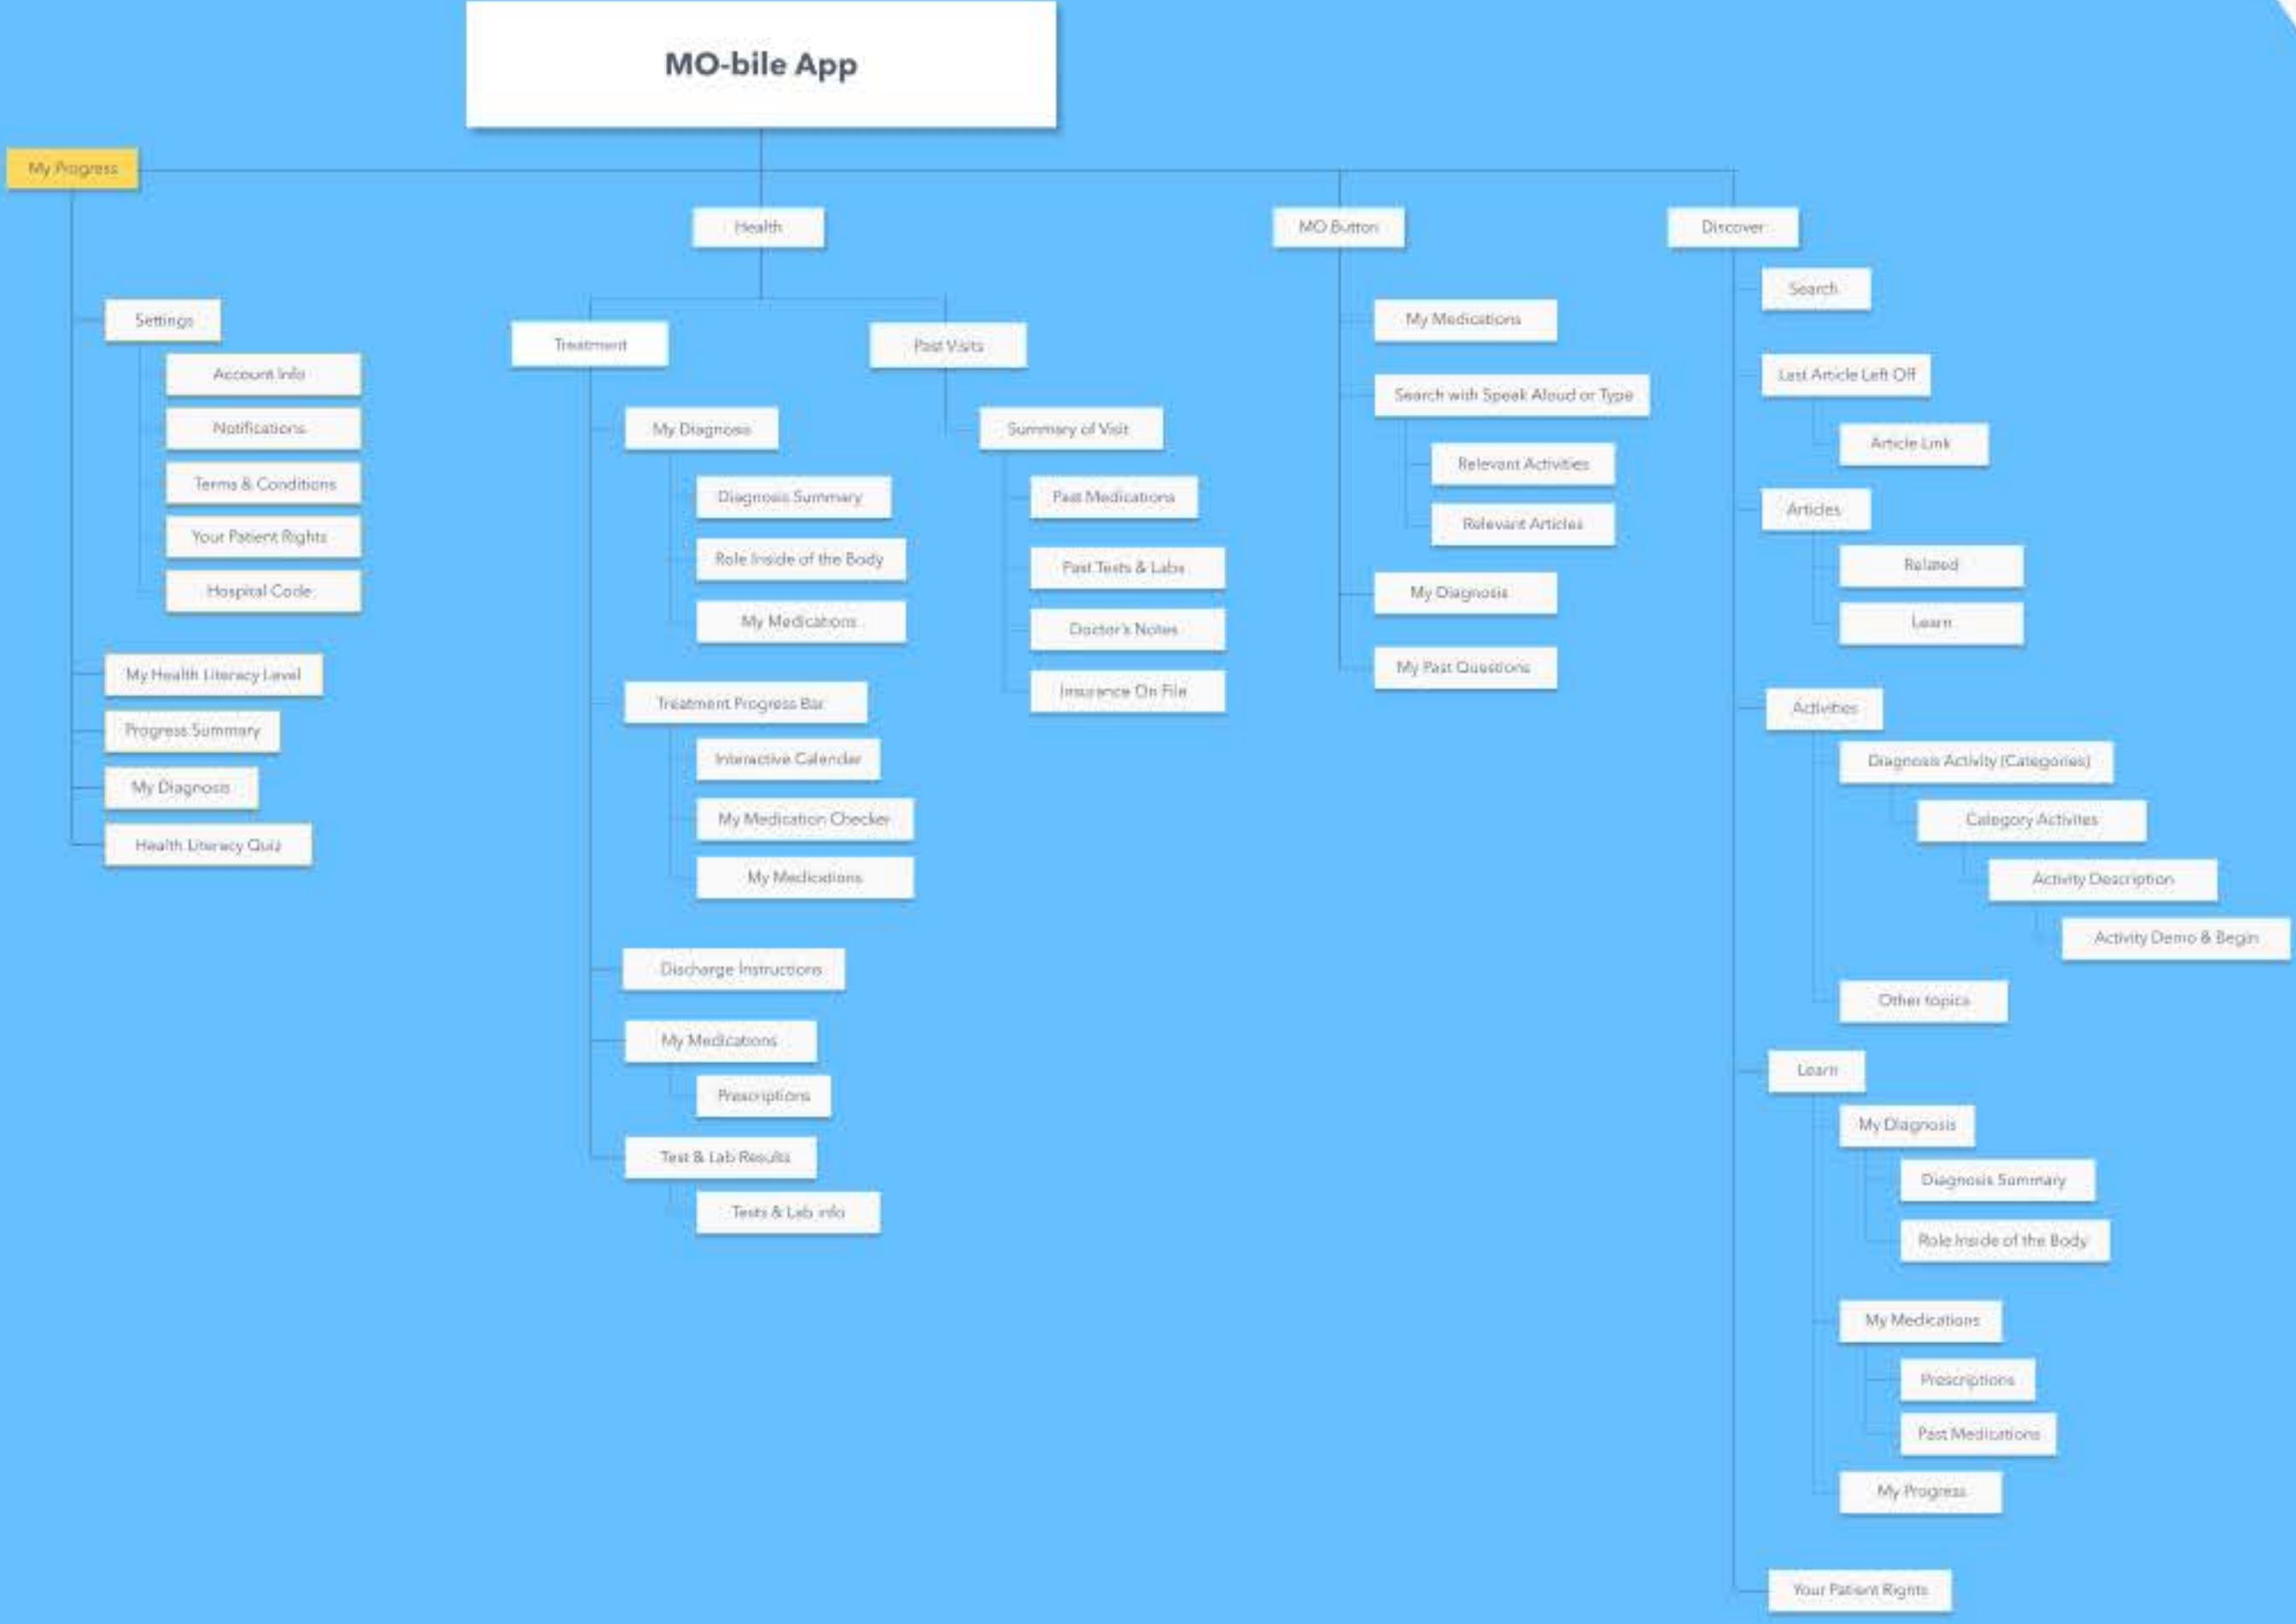 MO-bile App
My Progress
Settings
Account Info
Notifications
Terms & Conditions
Your Patient Rights
Hospital Code
My Health Literacy Level
Progress Summary
My Diagnosis
Health Literacy Quiz
Health
Treatment
My Diagnosis
Diagnosis Summary
Role Inside of the Body
My Medications
Treatment Progress Bar
Interactive Calendar
My Medication Checker
My Medications
Discharge Instructions
My Medications
Prescriptions
Test & Lab Results
Tests & Lab info
Past Visits
Summary of Visit
Past Medications
Past Tests & Labs
Doctor's Notes
Insurance On File
MO Button
My Medications
Search with Speak Aloud or Type
Relevant Activities
Relevant Articles
My Diagnosis
My Past Questions
Discover
Search
Last Article Left Off
Article Link
Articles
Related
Learn
Activities
Diagnosis Activity (Categories)
Category Activites
Activity Description
Activity Demo & Begin
Other topics
Learn
My Diagnosis
Diagnosis Summary
Role Inside of the Body
My Medications
Prescriptions
Past Medications
My Progress
Your Patient Rights